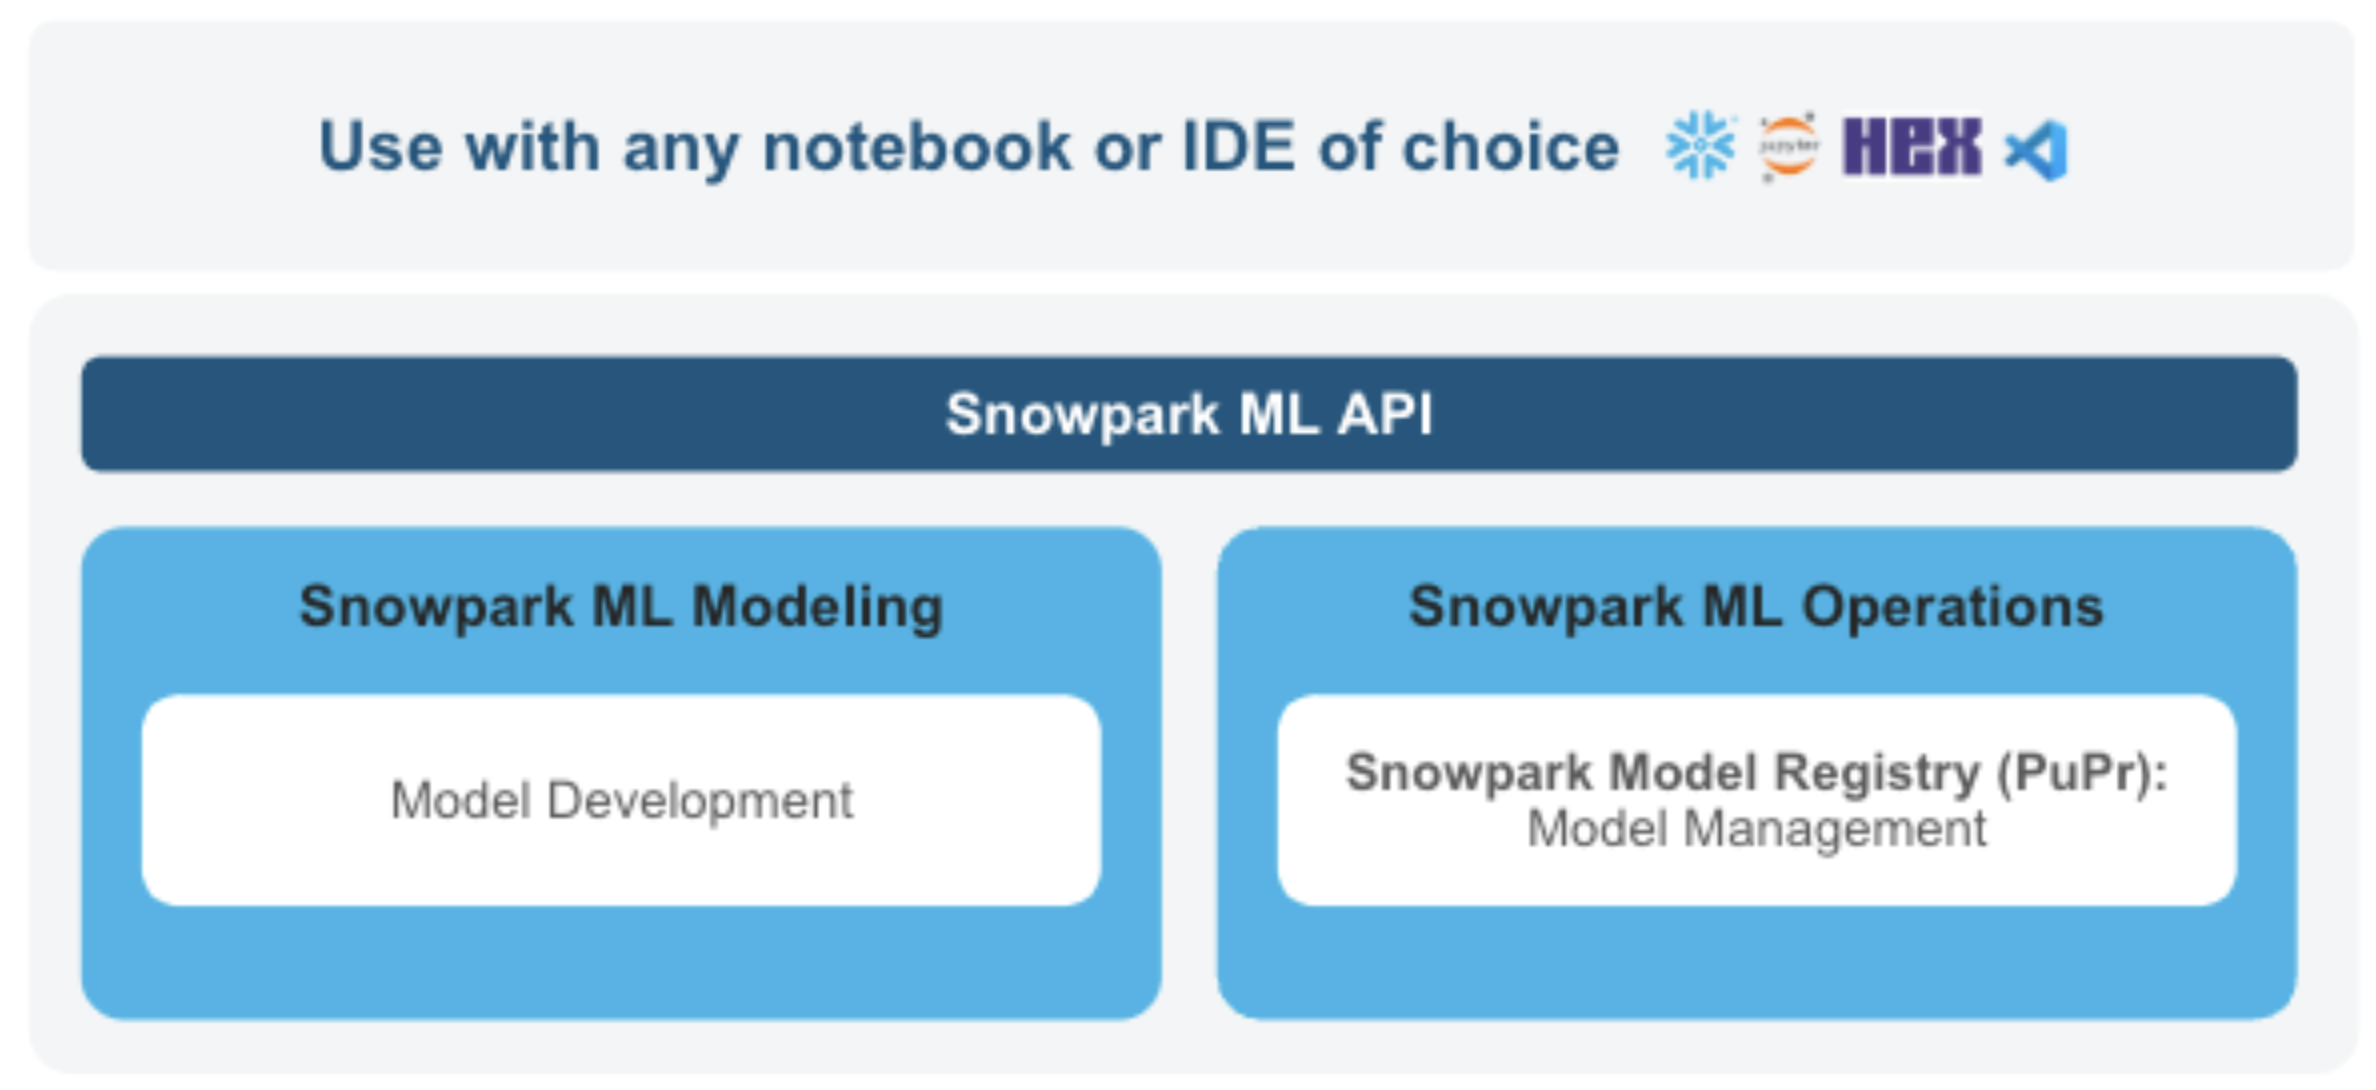 Use with any notebook or IDE of choice jupyter HEX
Snowpark ML API
Snowpark ML Modeling
Model Development
Snowpark ML Operations
Snowpark Model Registry (PuPr):
Model Management